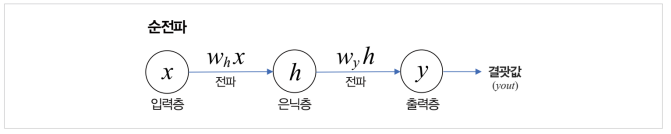 순전파
w_h x w_y h
x h y 결괏값
전파 전파 (yout)
입력층 은닉층 출력층